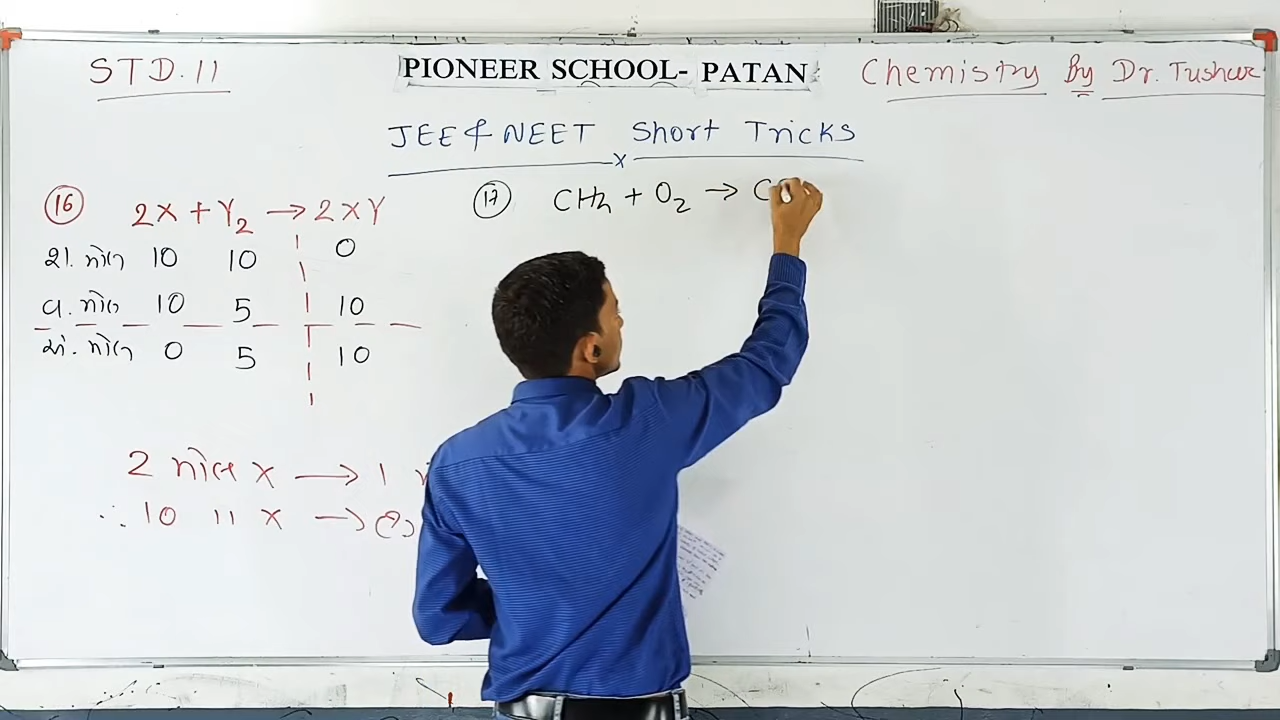 STD.11
PIONEER SCHOOL- PATAN
Chemistry By Dr. Tushar
JEE & NEET Short Tricks
x
16 2X + Y2 → 2XY
શ. મોલ 10 10 0
વ. મોલ 10 5 10
અં. મોલ 0 5 10
2 મોલ X → 1
∴ 10 11 X → (?)
17 CH4 + O2 → C